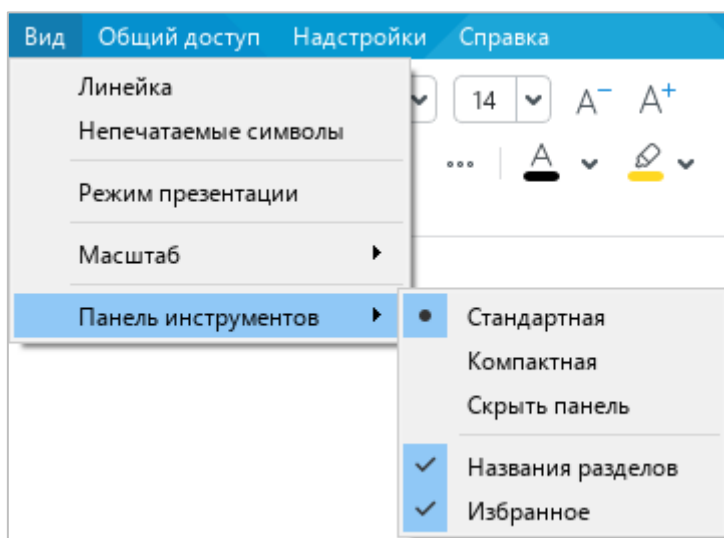 Вид Общий доступ Надстройки Справка
Линейка
14 A⁻ A⁺
Непечатаемые символы
A
Режим презентации
Масштаб
Панель инструментов
Стандартная
Компактная
Скрыть панель
Названия разделов
Избранное